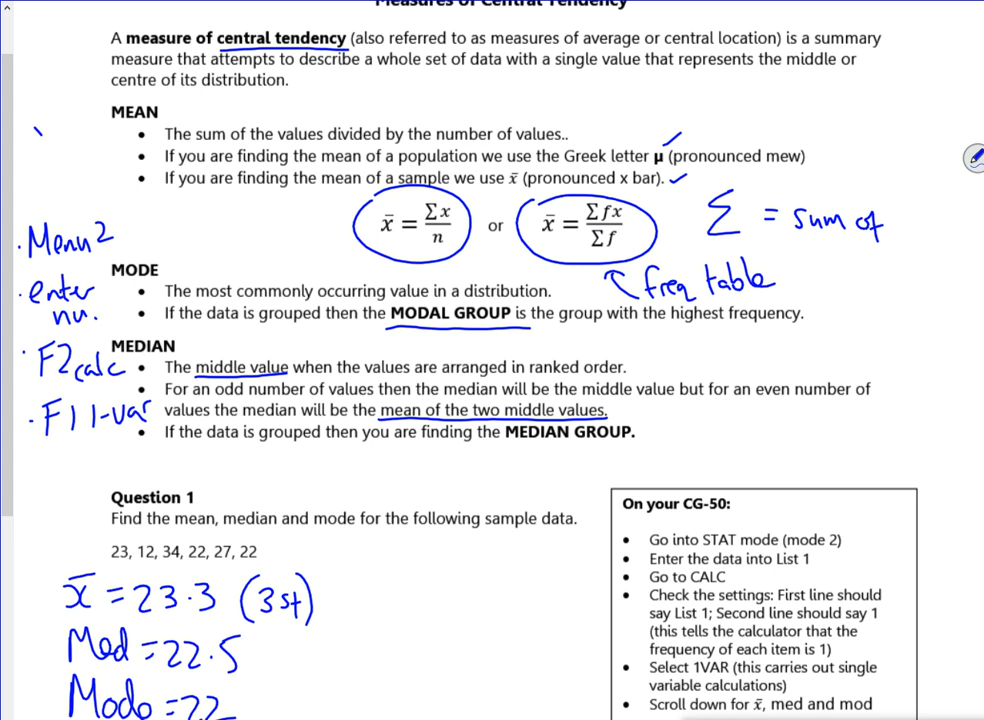 Measures of Central Tendency
A measure of central tendency (also referred to as measures of average or central location) is a summary
measure that attempts to describe a whole set of data with a single value that represents the middle or
centre of its distribution.
MEAN
• The sum of the values divided by the number of values..
• If you are finding the mean of a population we use the Greek letter μ (pronounced mew)
• If you are finding the mean of a sample we use x̄ (pronounced x bar).
x̄ = Σx / n or x̄ = Σfx / Σf
Σ = sum of
freq table
· Menu 2
· enter
nu.
· F2 calc
· F1 1-var
MODE
• The most commonly occurring value in a distribution.
• If the data is grouped then the MODAL GROUP is the group with the highest frequency.
MEDIAN
• The middle value when the values are arranged in ranked order.
• For an odd number of values then the median will be the middle value but for an even number of
values the median will be the mean of the two middle values.
• If the data is grouped then you are finding the MEDIAN GROUP.
Question 1
Find the mean, median and mode for the following sample data.
23, 12, 34, 22, 27, 22
x̄ = 23.3 (3sf)
Med = 22.5
Mode = 22
On your CG-50:
• Go into STAT mode (mode 2)
• Enter the data into List 1
• Go to CALC
• Check the settings: First line should
say List 1; Second line should say 1
(this tells the calculator that the
frequency of each item is 1)
• Select 1VAR (this carries out single
variable calculations)
• Scroll down for x̄, med and mod